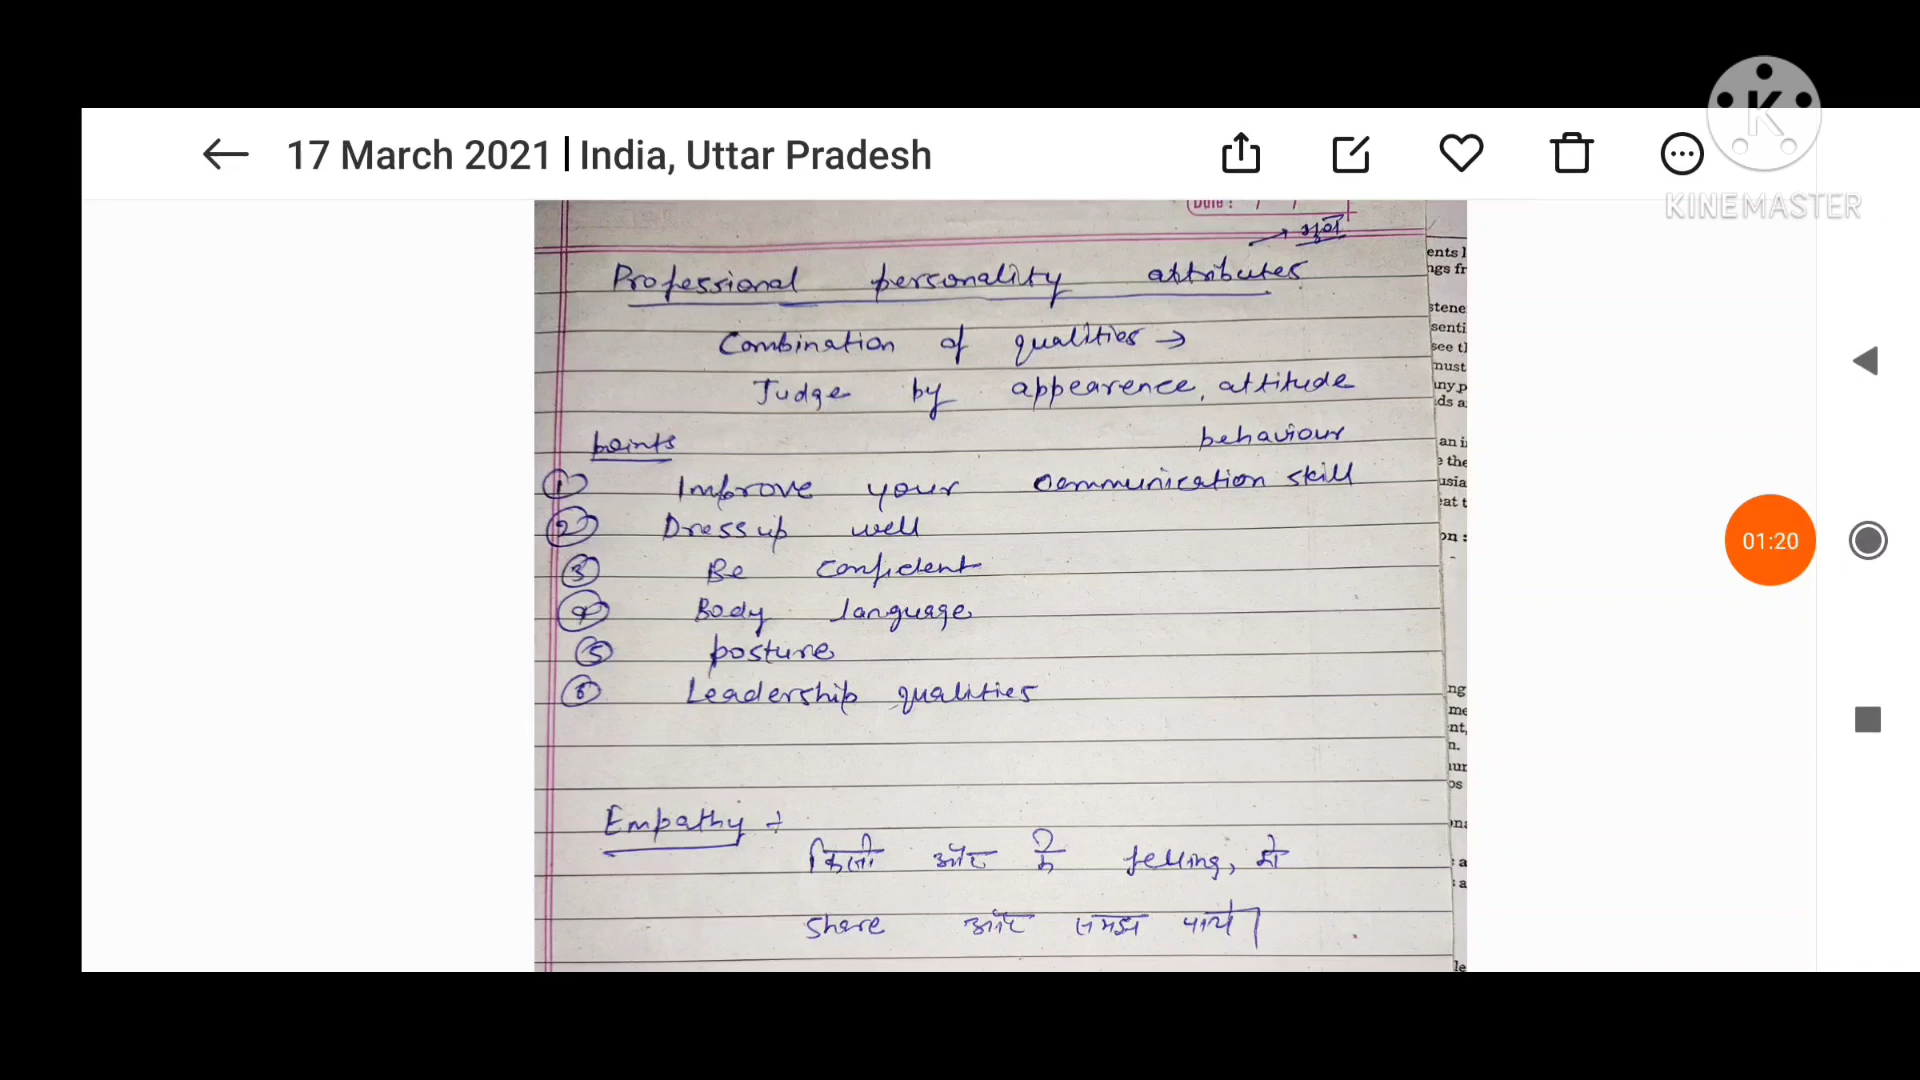 17 March 2021 | India, Uttar Pradesh
KINEMASTER
Date : / /
→ गुण
Professional personality attributes
Combination of qualities →
Judge by appearence, attitude
behaviour
points
① Improve your communication skill
② Dress up well
③ Be confident
④ Body language
⑤ posture
⑥ Leadership qualities
01:20
Empathy →
किसी और के felling, को
share और समझ पाये।